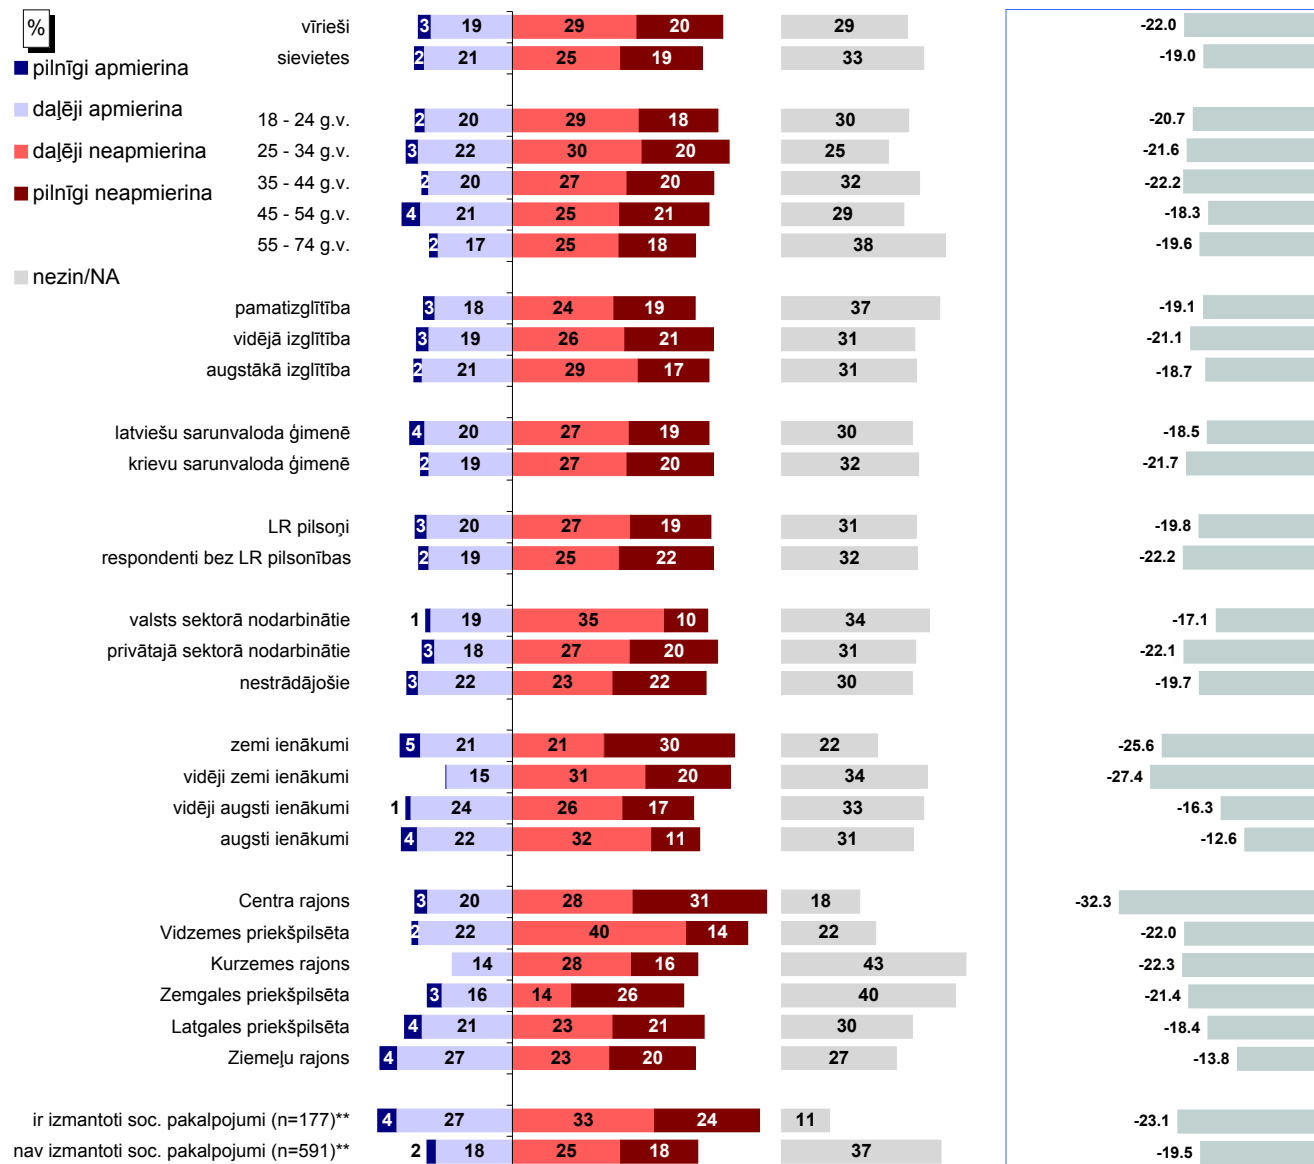 %
pilnīgi apmierina
daļēji apmierina
daļēji neapmierina
pilnīgi neapmierina
nezin/NA
vīrieši 3 19 29 20 29 -22.0
sievietes 2 21 25 19 33 -19.0
18 - 24 g.v. 2 20 29 18 30 -20.7
25 - 34 g.v. 3 22 30 20 25 -21.6
35 - 44 g.v. 2 20 27 20 32 -22.2
45 - 54 g.v. 4 21 25 21 29 -18.3
55 - 74 g.v. 2 17 25 18 38 -19.6
pamatizglītība 3 18 24 19 37 -19.1
vidējā izglītība 3 19 26 21 31 -21.1
augstākā izglītība 2 21 29 17 31 -18.7
latviešu sarunvaloda ģimenē 4 20 27 19 30 -18.5
krievu sarunvaloda ģimenē 2 19 27 20 32 -21.7
LR pilsoņi 3 20 27 19 31 -19.8
respondenti bez LR pilsonības 2 19 25 22 32 -22.2
valsts sektorā nodarbinātie 1 19 35 10 34 -17.1
privātajā sektorā nodarbinātie 3 18 27 20 31 -22.1
nestrādājošie 3 22 23 22 30 -19.7
zemi ienākumi 5 21 21 30 22 -25.6
vidēji zemi ienākumi 15 31 20 34 -27.4
vidēji augsti ienākumi 1 24 26 17 33 -16.3
augsti ienākumi 4 22 32 11 31 -12.6
Centra rajons 3 20 28 31 18 -32.3
Vidzemes priekšpilsēta 2 22 40 14 22 -22.0
Kurzemes rajons 14 28 16 43 -22.3
Zemgales priekšpilsēta 3 16 14 26 40 -21.4
Latgales priekšpilsēta 4 21 23 21 30 -18.4
Ziemeļu rajons 4 27 23 20 27 -13.8
ir izmantoti soc. pakalpojumi (n=177)** 4 27 33 24 11 -23.1
nav izmantoti soc. pakalpojumi (n=591)** 2 18 25 18 37 -19.5